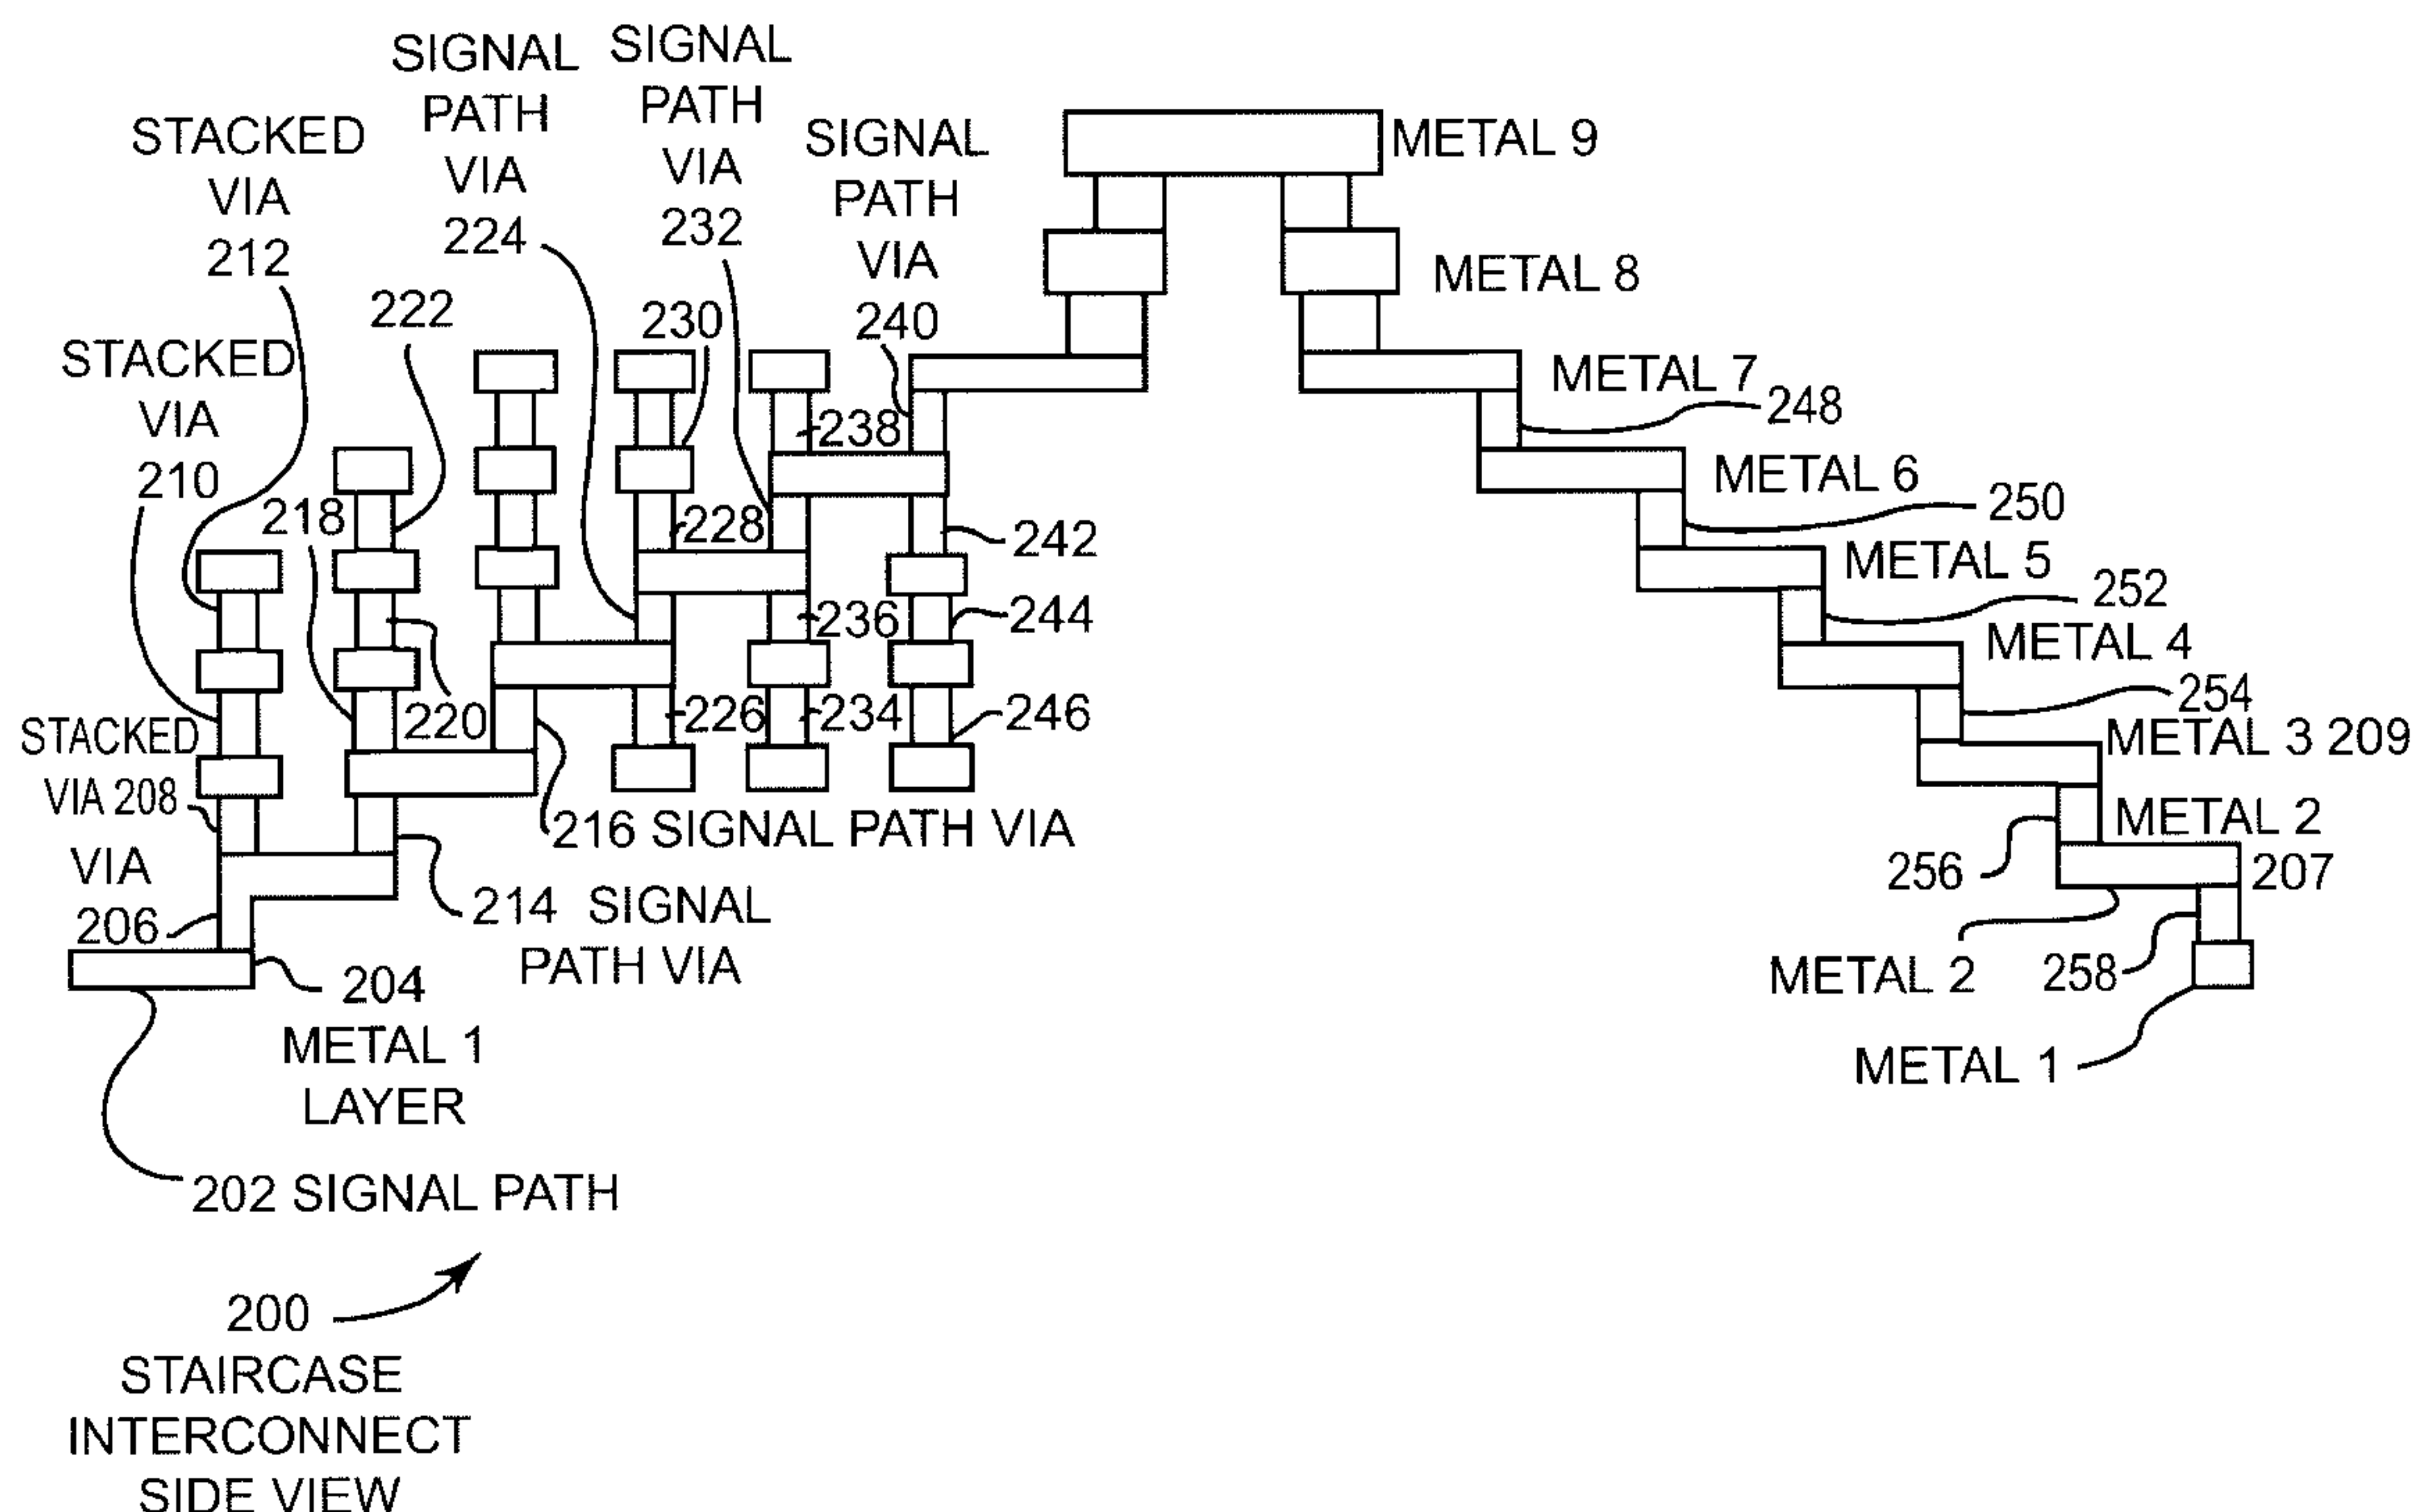 STACKED
VIA
212
SIGNAL
PATH
VIA
224
SIGNAL
PATH
VIA
232
SIGNAL
PATH
VIA
240
METAL 9
METAL 8
222
230
STACKED
VIA
210
METAL 7
248
238
218
METAL 6
250
228
242
METAL 5
252
236
244
METAL 4
254
STACKED
VIA 208
220
226
234
246
METAL 3 209
216 SIGNAL PATH VIA
METAL 2
VIA
206
256
207
214 SIGNAL
PATH VIA
METAL 2
258
204
METAL 1
LAYER
METAL 1
202 SIGNAL PATH
200
STAIRCASE
INTERCONNECT
SIDE VIEW